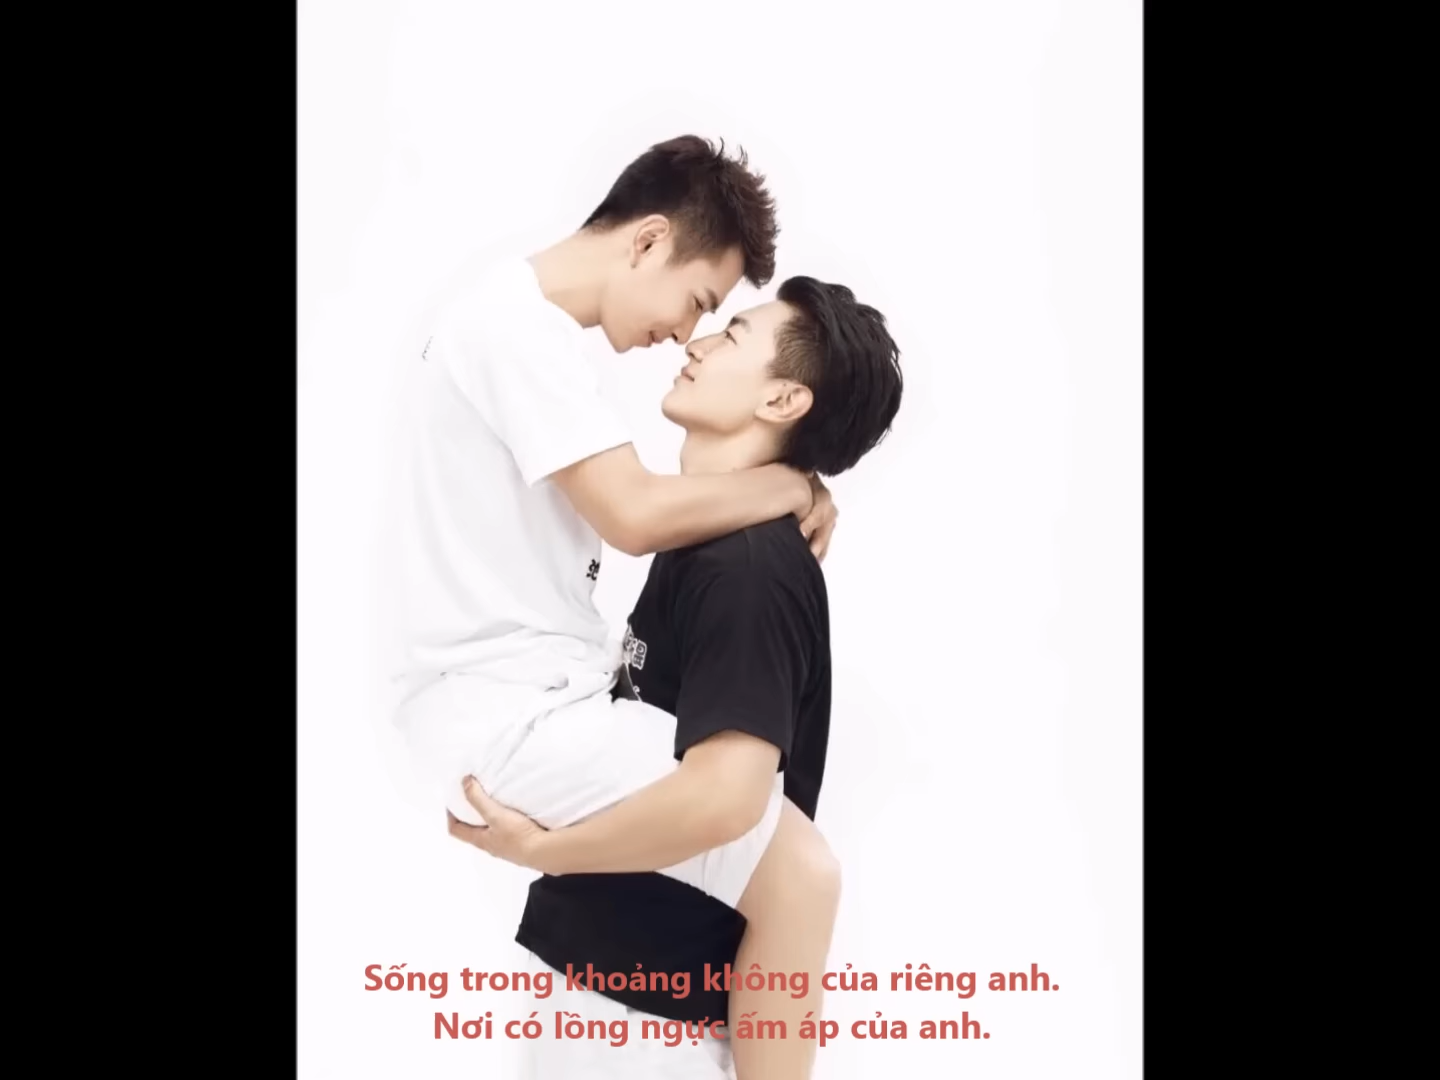 Sống trong khoảng không của riêng anh.
Nơi có lồng ngực ấm áp của anh.